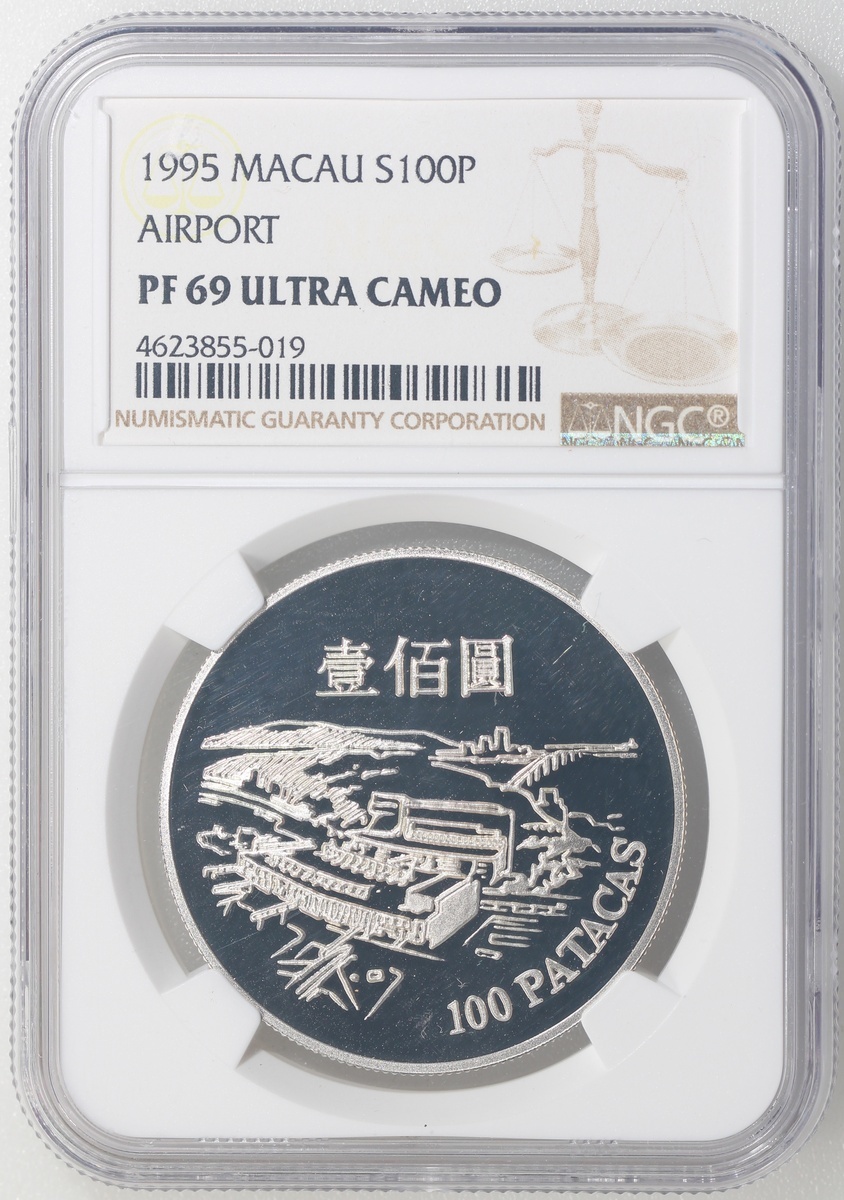 1995 MACAU S100P
AIRPORT
PF 69 ULTRA CAMEO
4623855-019
NUMISMATIC GUARANTY CORPORATION
NGC®
壹佰圓
100 PATACAS